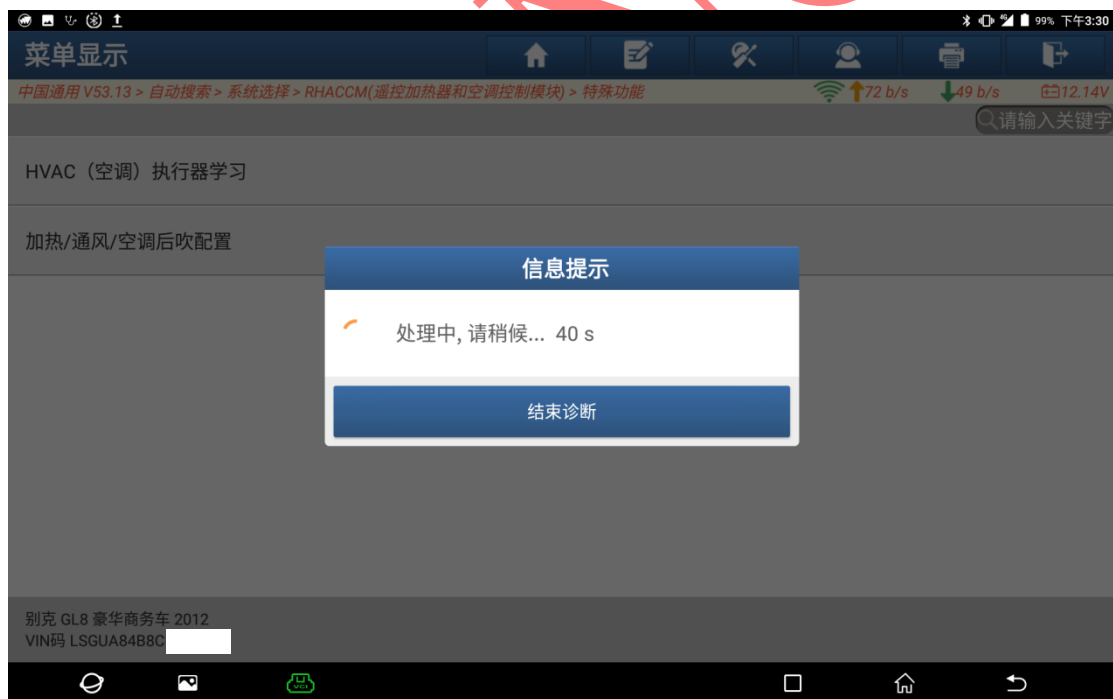 99% 下午3:30
菜单显示
中国通用 V53.13 > 自动搜索 > 系统选择 > RHACCM(遥控加热器和空调控制模块) > 特殊功能
72 b/s
49 b/s
12.14V
请输入关键字
HVAC（空调）执行器学习
加热/通风/空调后吹配置
信息提示
处理中, 请稍候... 40 s
结束诊断
别克 GL8 豪华商务车 2012
VIN码 LSGUA84B8C
VCI